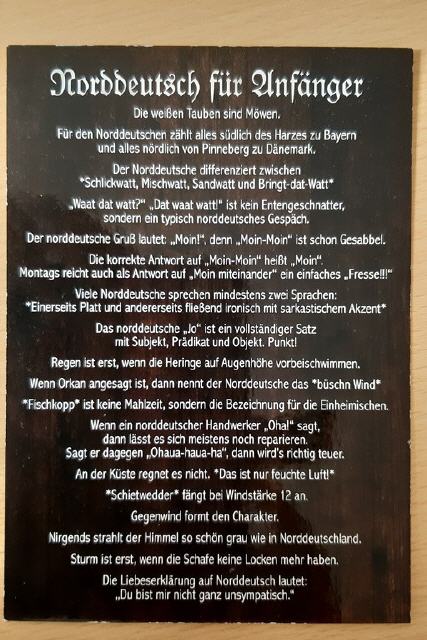 Norddeutsch für Anfänger
Die weißen Tauben sind Möwen.
Für den Norddeutschen zählt alles südlich des Harzes zu Bayern
und alles nördlich von Pinneberg zu Dänemark.
Der Norddeutsche differenziert zwischen
*Schlickwatt, Mischwatt, Sandwatt und Bringt-dat-Watt*
„Waat dat watt?“ „Dat waat watt!“ is kein Entengeschnatter,
sondern ein typisch norddeutsches Gespäch.
Der norddeutsche Gruß lautet: „Moin!“, denn „Moin-Moin“ ist schon Gesabbel.
Die korrekte Antwort auf „Moin-Moin“ heißt „Moin“.
Montags reicht auch als Antwort auf „Moin miteinander“ ein einfaches „Fresse!!!“
Viele Norddeutsche sprechen mindestens zwei Sprachen:
*Einerseits Platt und andererseits fließend ironisch mit sarkastischem Akzent*
Das norddeutsche „Jo“ ist ein vollständiger Satz
mit Subjekt, Prädikat und Objekt. Punkt!
Regen ist erst, wenn die Heringe auf Augenhöhe vorbeischwimmen.
Wenn Orkan angesagt ist, dann nennt der Norddeutsche das *büschn Wind*
*Fischkopp* ist keine Mahlzeit, sondern die Bezeichnung für die Einheimischen.
Wenn ein norddeutscher Handwerker „Oha!“ sagt,
dann lässt es sich meistens noch reparieren.
Sagt er dagegen „Ohaua-haua-ha“, dann wird's richtig teuer.
An der Küste regnet es nicht. *Das ist nur feuchte Luft!*
*Schietwedder* fängt bei Windstärke 12 an.
Gegenwind formt den Charakter.
Nirgends strahlt der Himmel so schön grau wie in Norddeutschland.
Sturm ist erst, wenn die Schafe keine Locken mehr haben.
Die Liebeserklärung auf Norddeutsch lautet:
„Du bist mir nicht ganz unsympatisch.“